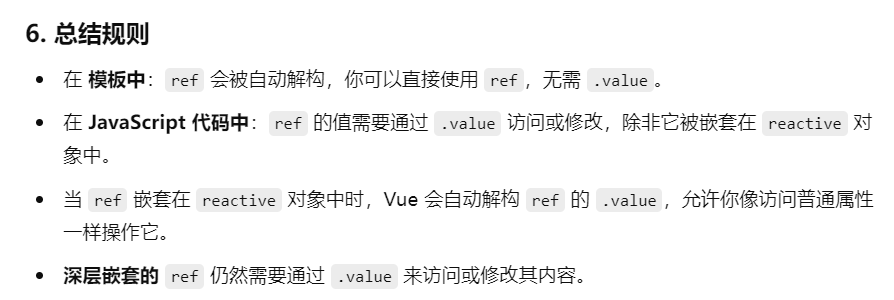 6. 总结规则
• 在 模板中：ref 会被自动解构，你可以直接使用 ref，无需 .value。
• 在 JavaScript 代码中：ref 的值需要通过 .value 访问或修改，除非它被嵌套在 reactive 对
象中。
• 当 ref 嵌套在 reactive 对象中时，Vue 会自动解构 ref 的 .value，允许你像访问普通属性
一样操作它。
• 深层嵌套的 ref 仍然需要通过 .value 来访问或修改其内容。